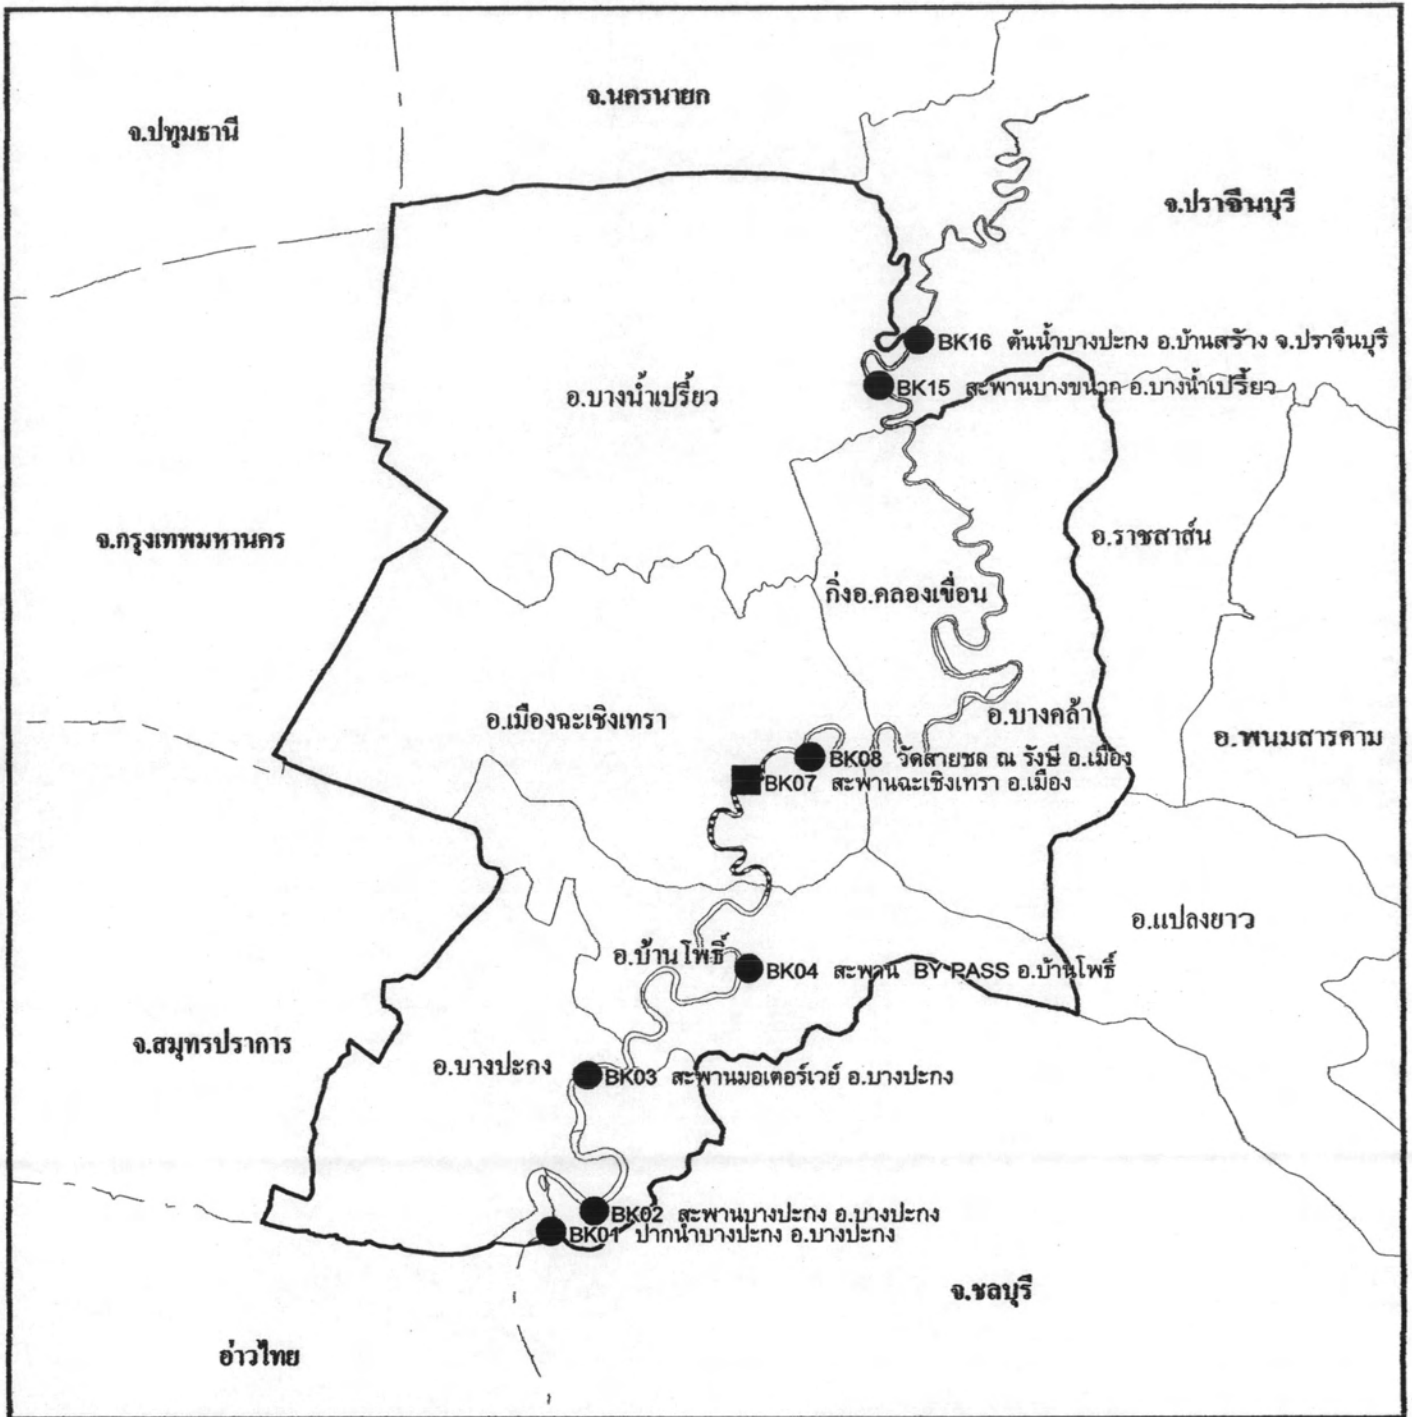 จ.นครนายก
จ.ปทุมธานี
จ.ปราจีนบุรี
BK16 ต้นน้ำบางปะกง อ.บ้านสร้าง จ.ปราจีนบุรี
BK15 สะพานบางขนาก อ.บางน้ำเปรี้ยว
อ.บางน้ำเปรี้ยว
จ.กรุงเทพมหานคร
อ.ราชสาส์น
กิ่งอ.คลองเขื่อน
อ.เมืองฉะเชิงเทรา
อ.บางคล้า
อ.พนมสารคาม
BK08 วัดสายชล ณ รังษี อ.เมือง
BK07 สะพานฉะเชิงเทรา อ.เมือง
อ.แปลงยาว
อ.บ้านโพธิ์
BK04 สะพาน BY-PASS อ.บ้านโพธิ์
จ.สมุทรปราการ
อ.บางปะกง
BK03 สะพานมอเตอร์เวย์ อ.บางปะกง
BK02 สะพานบางปะกง อ.บางปะกง
BK01 ปากน้ำบางปะกง อ.บางปะกง
จ.ชลบุรี
อ่าวไทย